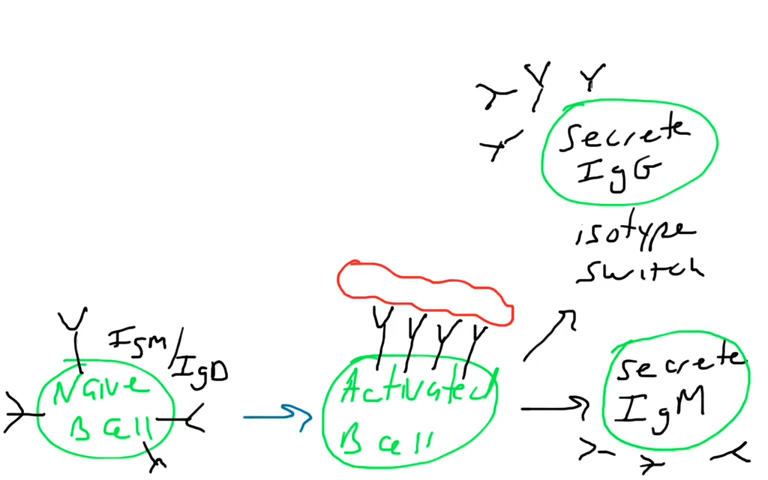 IgM/
IgD
Naive
B Cell
Activated
B cell
Secrete
IgG
isotype
switch
secrete
IgM